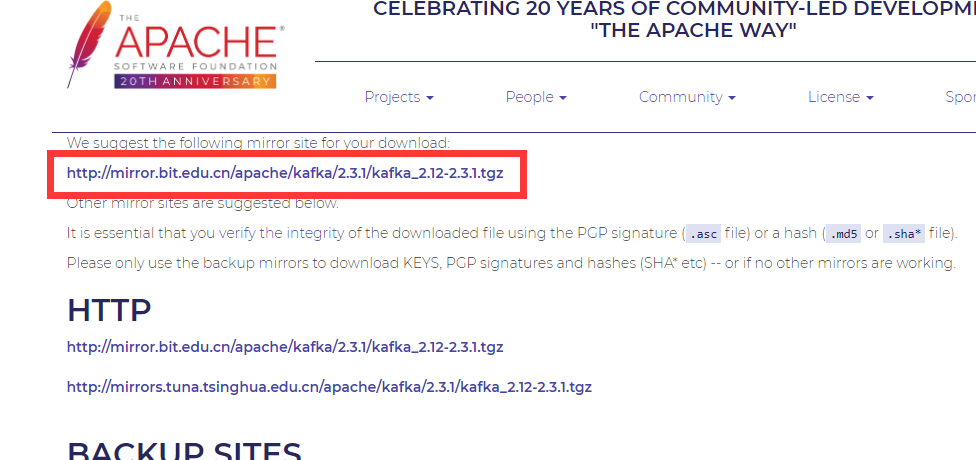 CELEBRATING 20 YEARS OF COMMUNITY-LED
"THE APACHE WAY"
THE
APACHE®
SOFTWARE FOUNDATION
20TH ANNIVERSARY
Projects People Community License
We suggest the following mirror site for your download:
http://mirror.bit.edu.cn/apache/kafka/2.3.1/kafka_2.12-2.3.1.tgz
Other mirror sites are suggested below.
It is essential that you verify the integrity of the downloaded file using the PGP signature (.asc file) or a hash (.md5 or .sha* file).
Please only use the backup mirrors to download KEYS, PGP signatures and hashes (SHA* etc) -- or if no other mirrors are working.
HTTP
http://mirror.bit.edu.cn/apache/kafka/2.3.1/kafka_2.12-2.3.1.tgz
http://mirrors.tuna.tsinghua.edu.cn/apache/kafka/2.3.1/kafka_2.12-2.3.1.tgz
BACKUP SITES